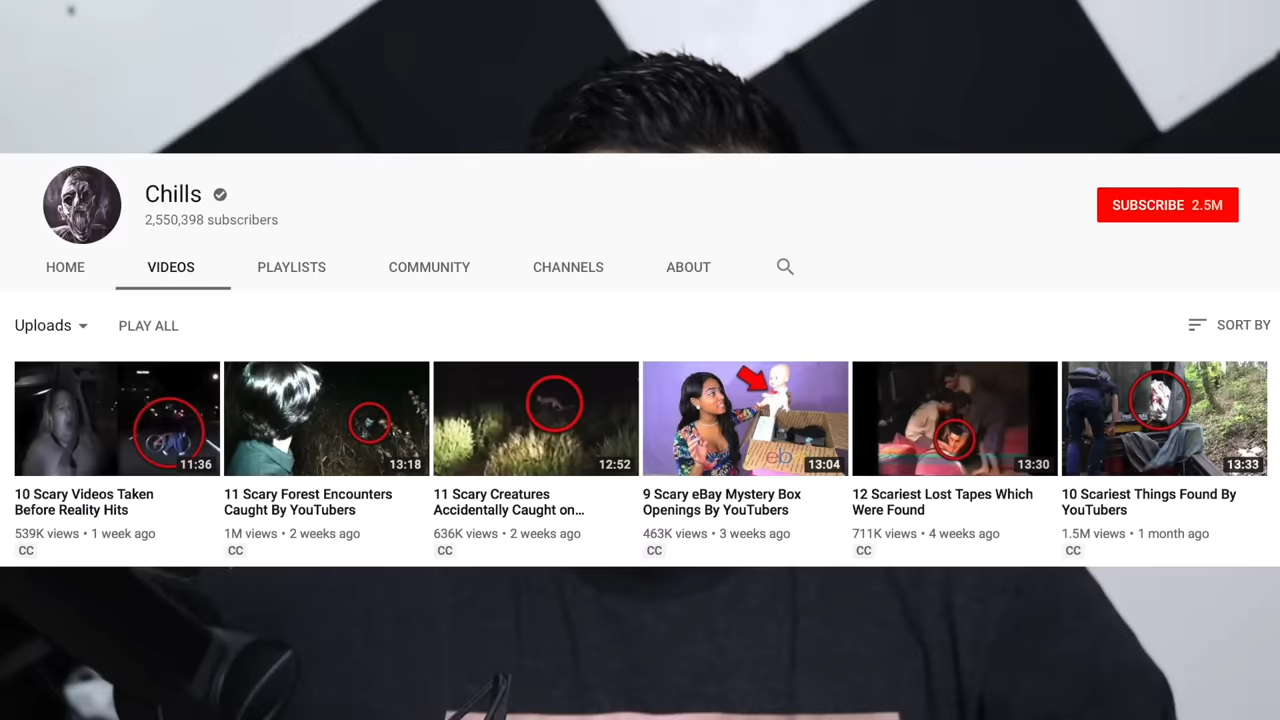 Chills
2,550,398 subscribers
SUBSCRIBE 2.5M
HOME VIDEOS PLAYLISTS COMMUNITY CHANNELS ABOUT
Uploads PLAY ALL SORT BY
11:36
13:18
12:52
eb
13:04
13:30
13:33
10 Scary Videos Taken
Before Reality Hits
539K views • 1 week ago
CC
11 Scary Forest Encounters
Caught By YouTubers
1M views • 2 weeks ago
CC
11 Scary Creatures
Accidentally Caught on...
636K views • 2 weeks ago
CC
9 Scary eBay Mystery Box
Openings By YouTubers
463K views • 3 weeks ago
CC
12 Scariest Lost Tapes Which
Were Found
711K views • 4 weeks ago
CC
10 Scariest Things Found By
YouTubers
1.5M views • 1 month ago
CC